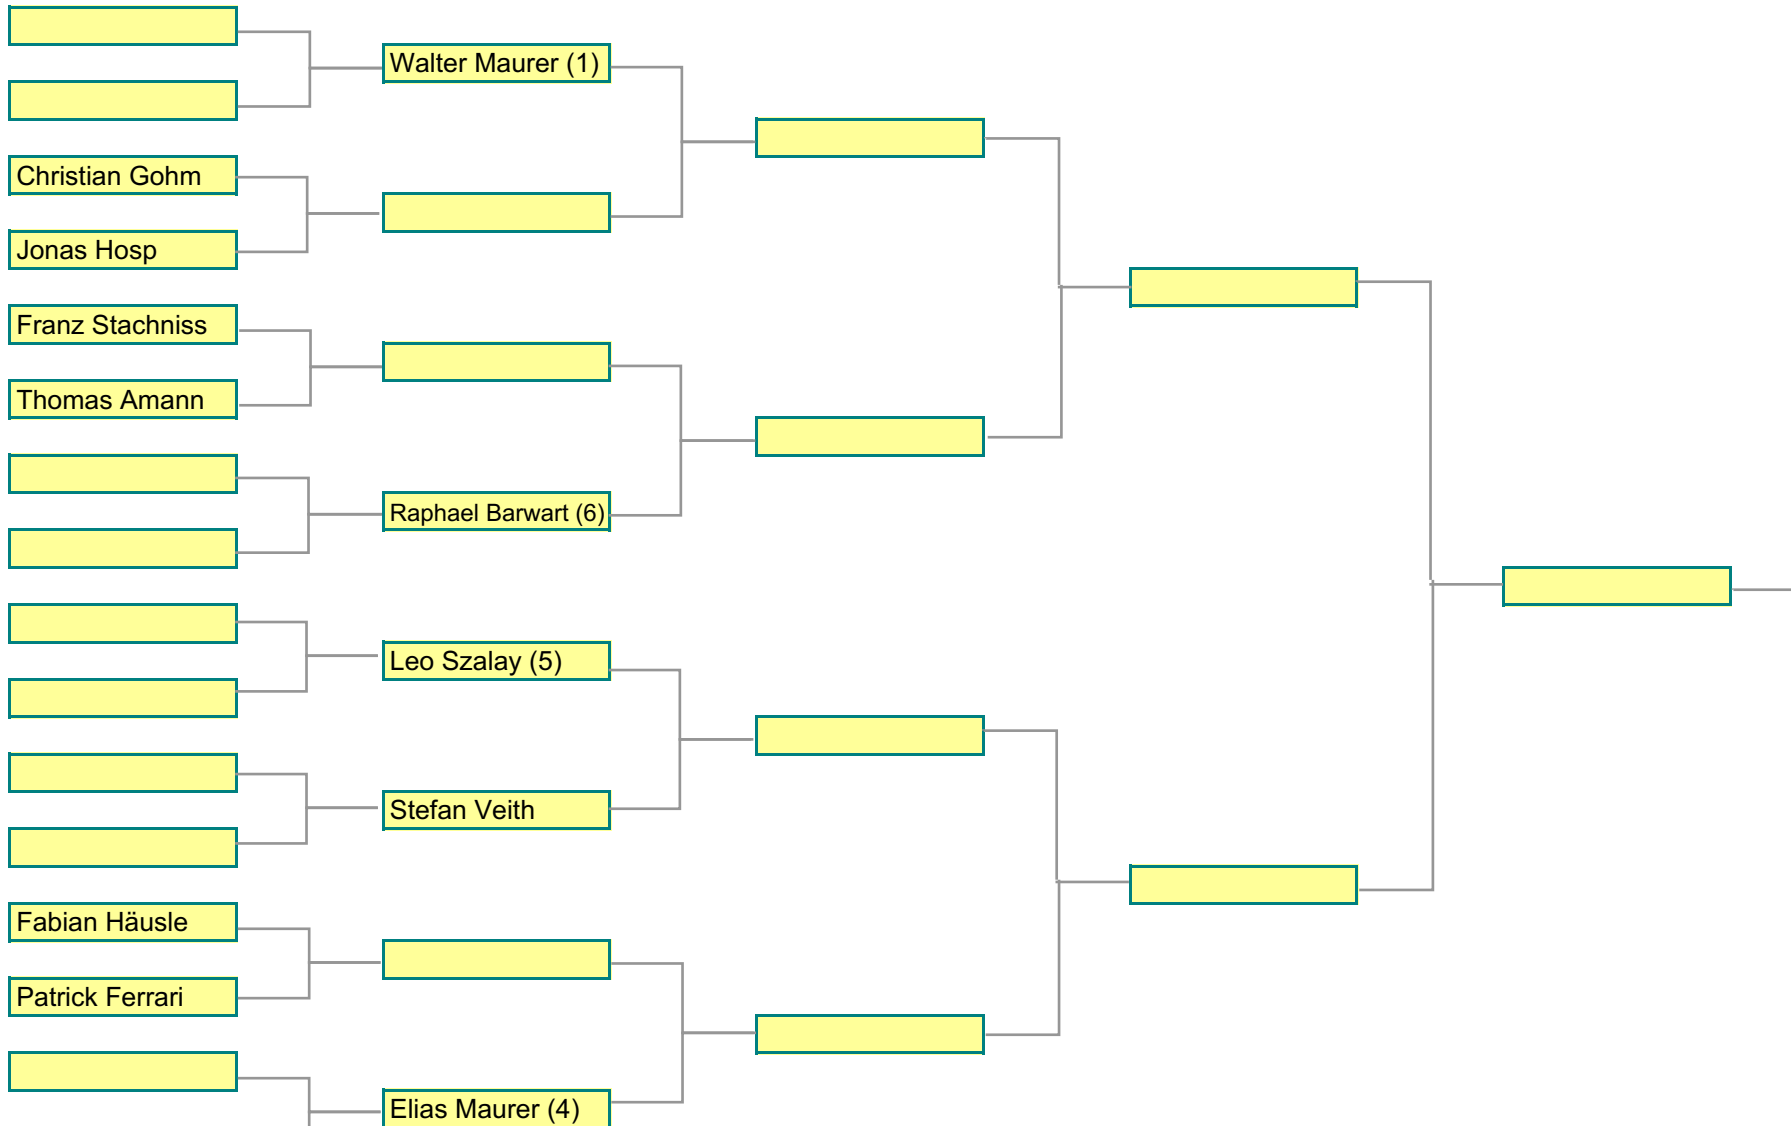 Walter Maurer (1)
Christian Gohm
Jonas Hosp
Franz Stachniss
Thomas Amann
Raphael Barwart (6)
Leo Szalay (5)
Stefan Veith
Fabian Häusle
Patrick Ferrari
Elias Maurer (4)